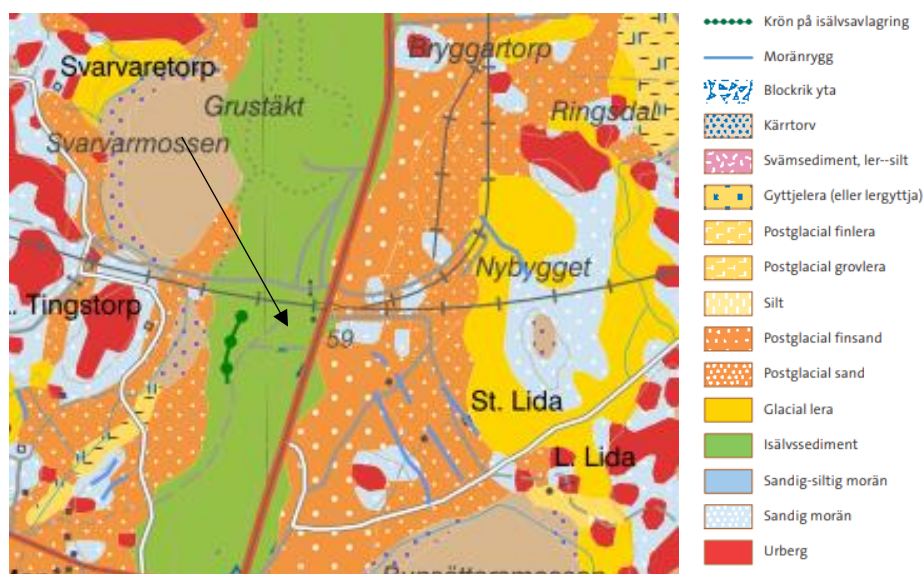 Svarvaretorp
Svarvarmossen
Grustäkt
Bryggartorp
Ringsdal
Nybygget
Tingstorp
59
St. Lida
L. Lida
Krön på isälvsavlagring
Moränrygg
Blockrik yta
Kärrtorv
Svämsediment, ler--silt
Gyttjelera (eller lergyttja)
Postglacial finlera
Postglacial grovlera
Silt
Postglacial finsand
Postglacial sand
Glacial lera
Isälvssediment
Sandig-siltig morän
Sandig morän
Urberg